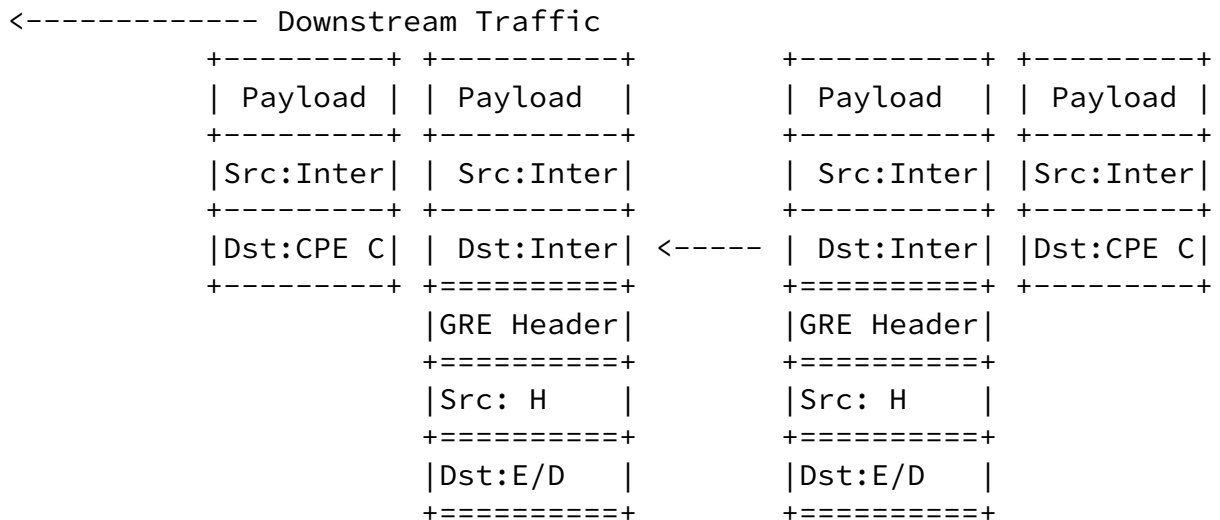 <------------- Downstream Traffic
           +---------+ +----------+        +----------+ +---------+
           | Payload | | Payload  |        | Payload  | | Payload |
           +---------+ +----------+        +----------+ +---------+
           |Src:Inter| | Src:Inter|        | Src:Inter| |Src:Inter|
           +---------+ +----------+        +----------+ +---------+
           |Dst:CPE C| | Dst:Inter| <----- | Dst:Inter| |Dst:CPE C|
           +---------+ +==========+        +==========+ +---------+
                       |GRE Header|        |GRE Header|
                       +==========+        +==========+
                       |Src: H    |        |Src: H    |
                       +==========+        +==========+
                       |Dst:E/D   |        |Dst:E/D   |
                       +==========+        +==========+